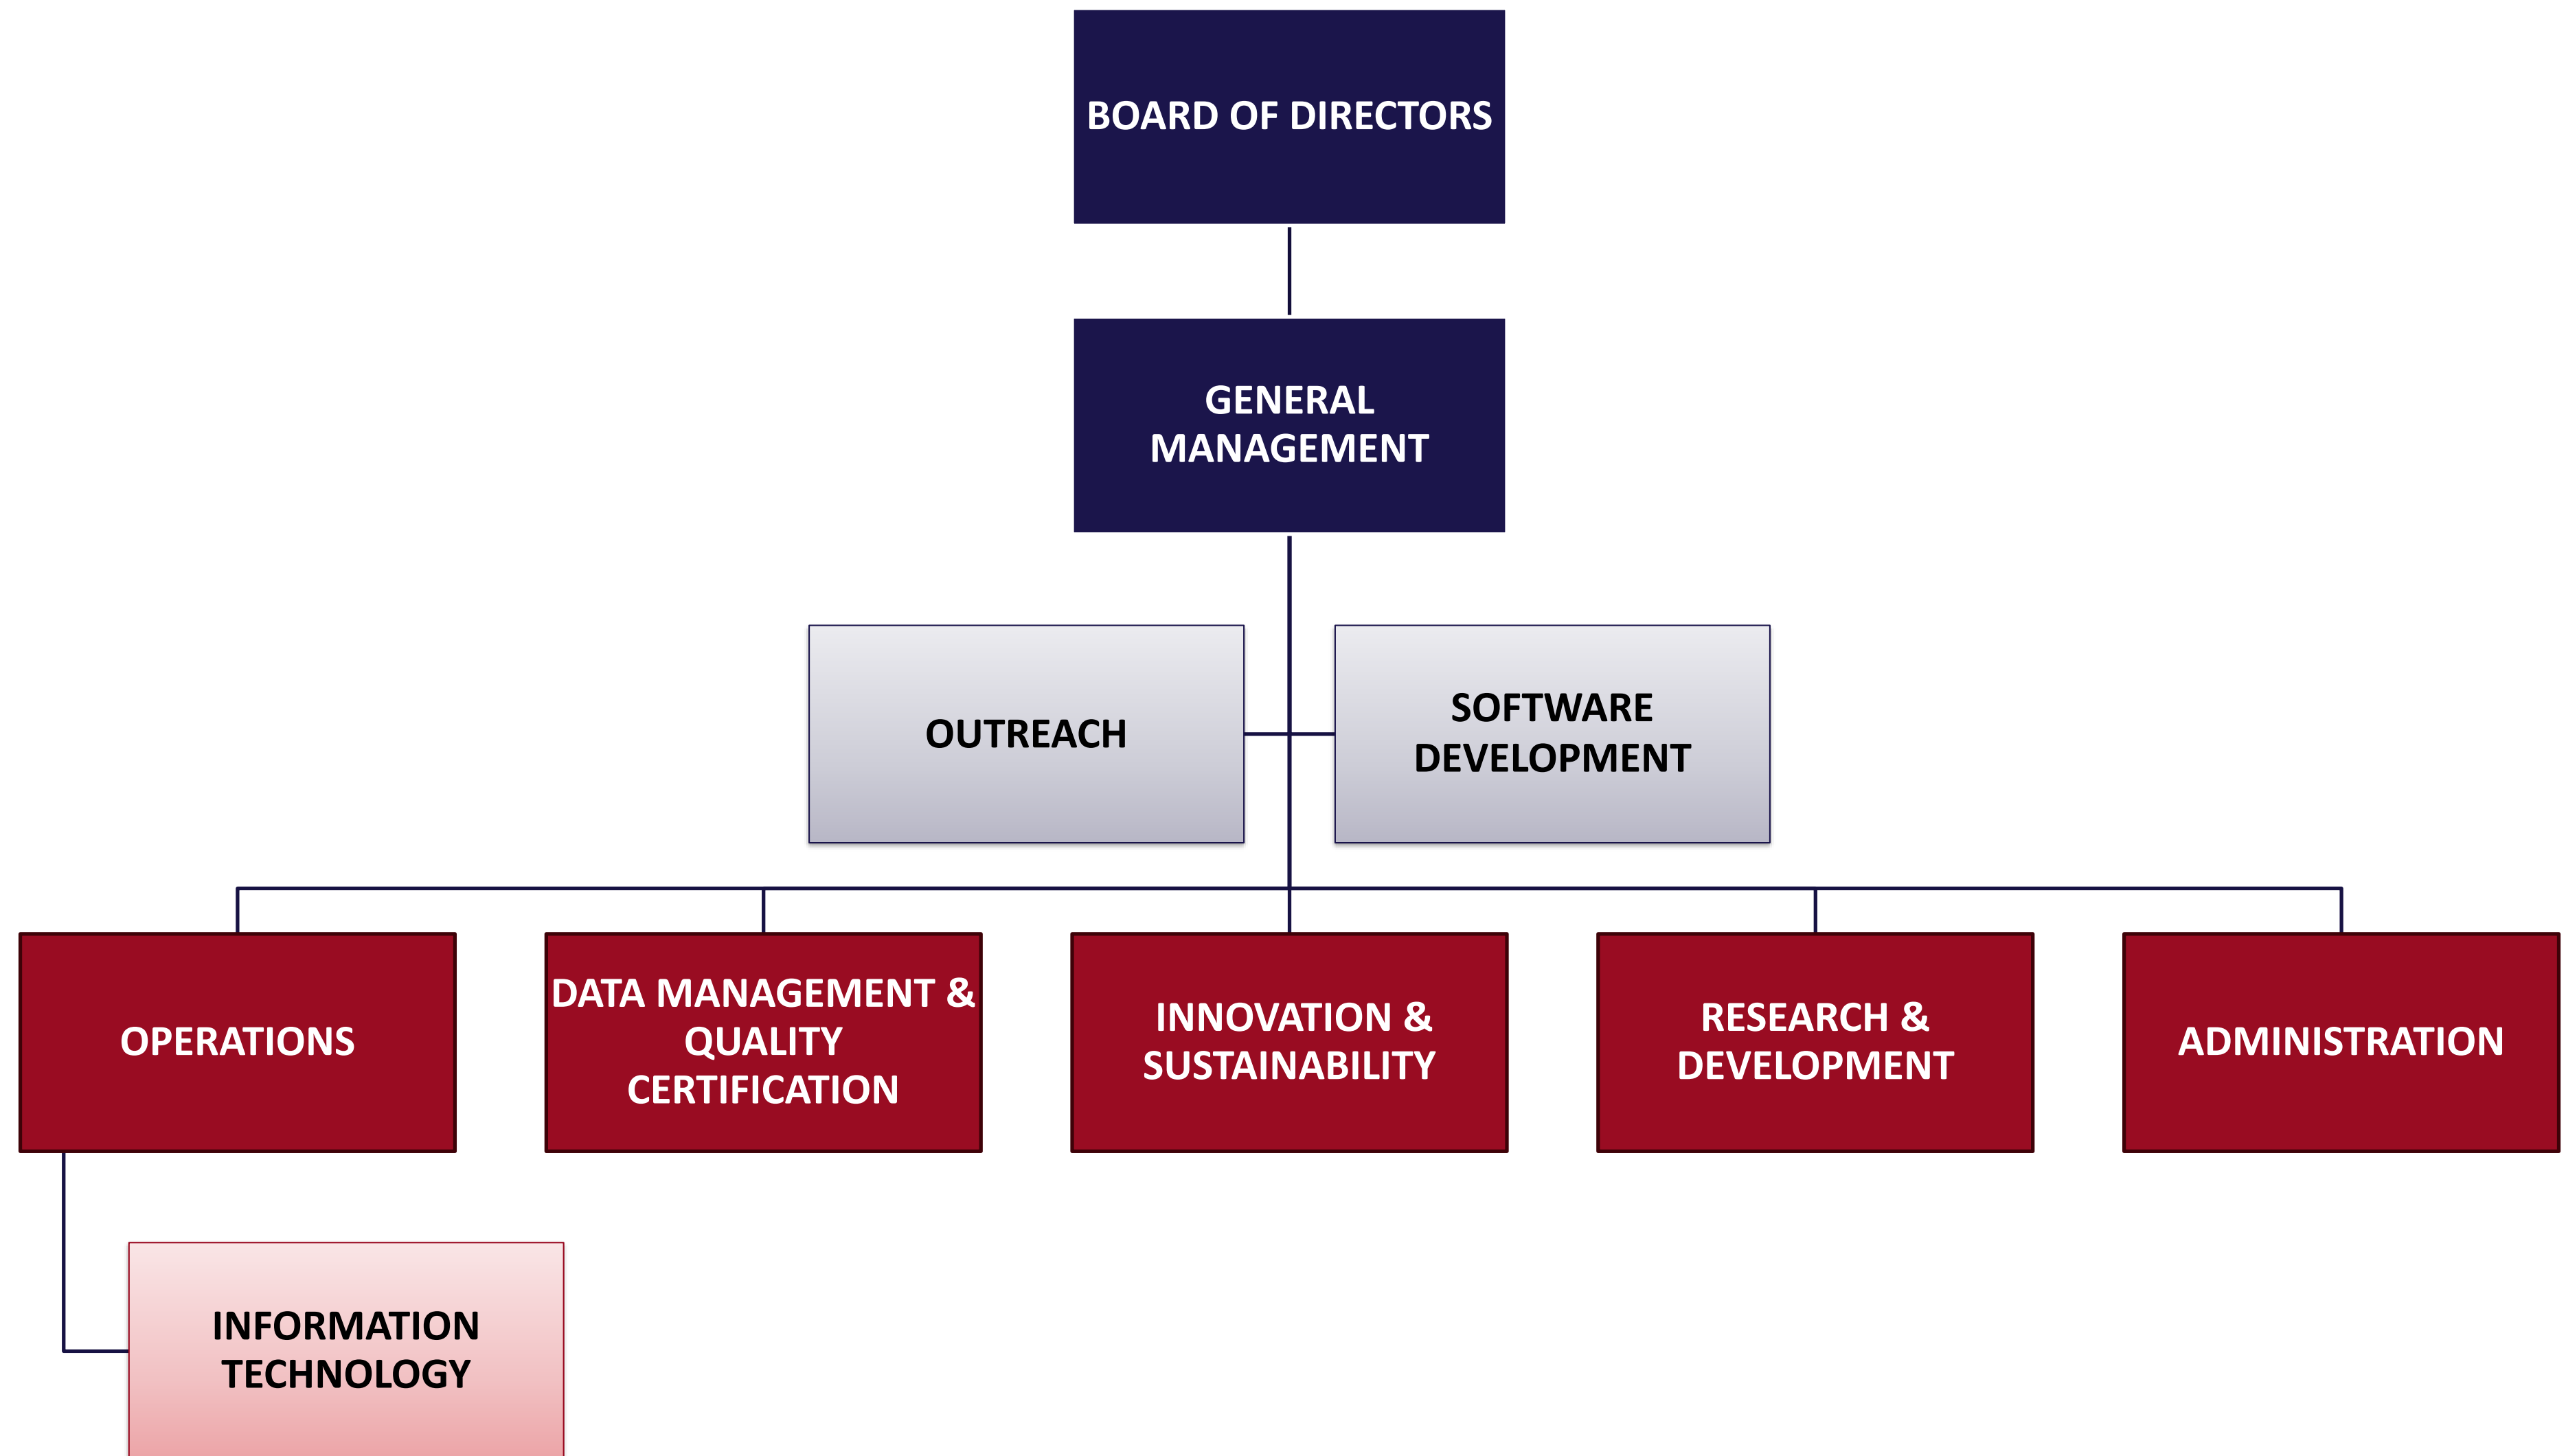 BOARD OF DIRECTORS
GENERAL
MANAGEMENT
OUTREACH
SOFTWARE
DEVELOPMENT
OPERATIONS
DATA MANAGEMENT &
QUALITY
CERTIFICATION
INNOVATION &
SUSTAINABILITY
RESEARCH &
DEVELOPMENT
ADMINISTRATION
INFORMATION
TECHNOLOGY